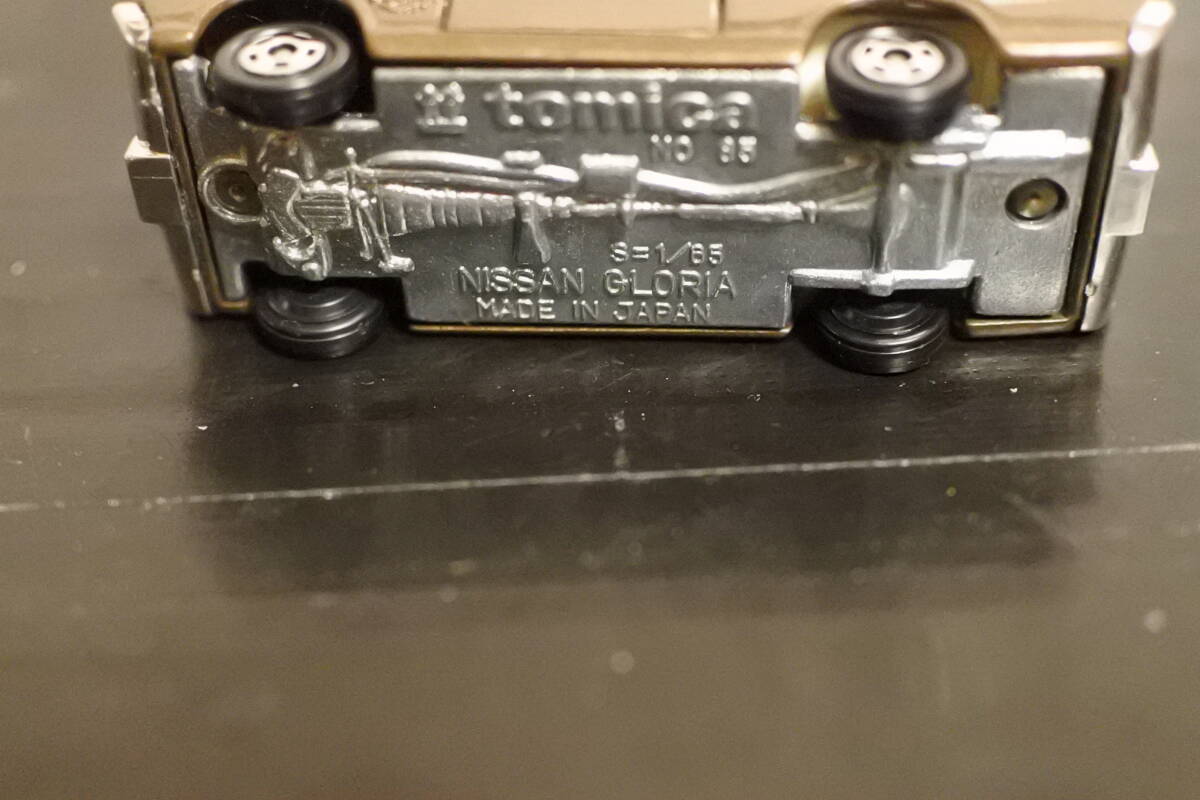 tomica
NO 85
S=1/65
NISSAN GLORIA
MADE IN JAPAN